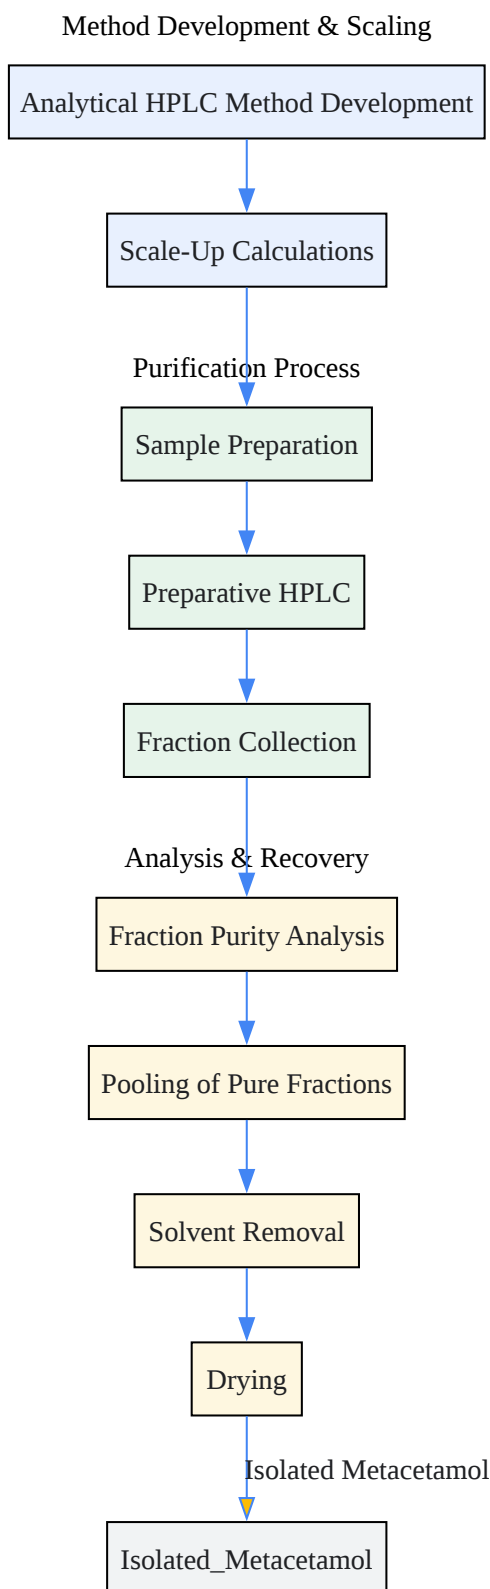 Method Development & Scaling
Analytical HPLC Method Development
Scale-Up Calculations
Purification Process
Sample Preparation
Preparative HPLC
Fraction Collection
Analysis & Recovery
Fraction Purity Analysis
Pooling of Pure Fractions
Solvent Removal
Drying
Isolated Metacetamol
Isolated_Metacetamol